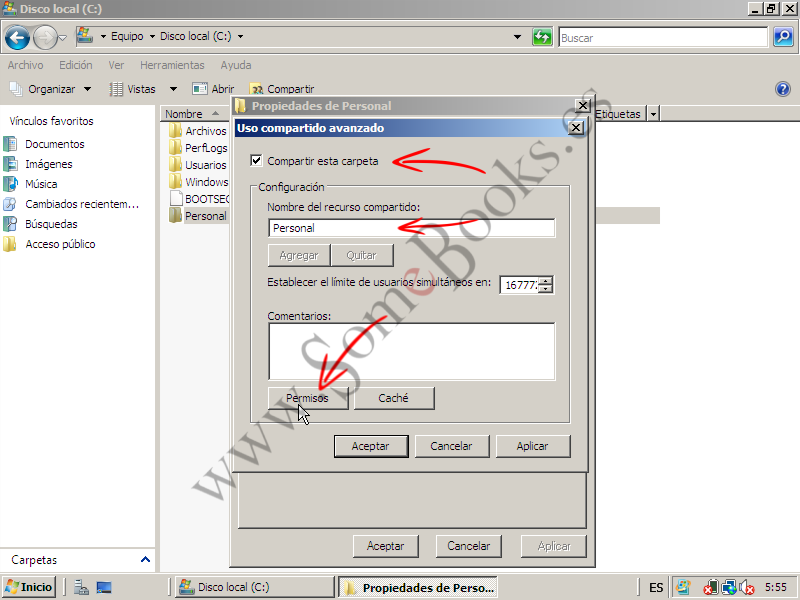 Disco local (C:)
Equipo
Disco local (C:)
Buscar
Archivo Edición Ver Herramientas Ayuda
Organizar Vistas Abrir Compartir
Vínculos favoritos
Documentos
Imágenes
Música
Cambiados recientem...
Búsquedas
Acceso público
Carpetas
Nombre
Etiquetas
Archivos
PerfLogs
Usuarios
Windows
Personal
Propiedades de Personal
Uso compartido avanzado
Compartir esta carpeta
Configuración
Nombre del recurso compartido:
Personal
Agregar Quitar
Establecer el límite de usuarios simultáneos en:
Comentarios:
Permisos Caché
Aceptar Cancelar Aplicar
Aceptar Cancelar Aplicar
www.SomeBooks.es
Inicio
Disco local (C:)
Propiedades de Perso...
ES
5:55